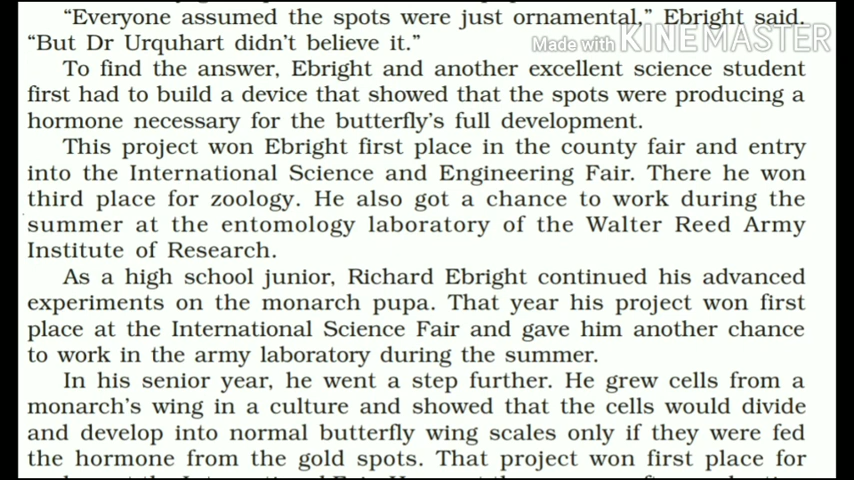 “Everyone assumed the spots were just ornamental,” Ebright said.
“But Dr Urquhart didn’t believe it.”
Made with KINEMASTER
To find the answer, Ebright and another excellent science student
first had to build a device that showed that the spots were producing a
hormone necessary for the butterfly’s full development.
This project won Ebright first place in the county fair and entry
into the International Science and Engineering Fair. There he won
third place for zoology. He also got a chance to work during the
summer at the entomology laboratory of the Walter Reed Army
Institute of Research.
As a high school junior, Richard Ebright continued his advanced
experiments on the monarch pupa. That year his project won first
place at the International Science Fair and gave him another chance
to work in the army laboratory during the summer.
In his senior year, he went a step further. He grew cells from a
monarch’s wing in a culture and showed that the cells would divide
and develop into normal butterfly wing scales only if they were fed
the hormone from the gold spots. That project won first place for